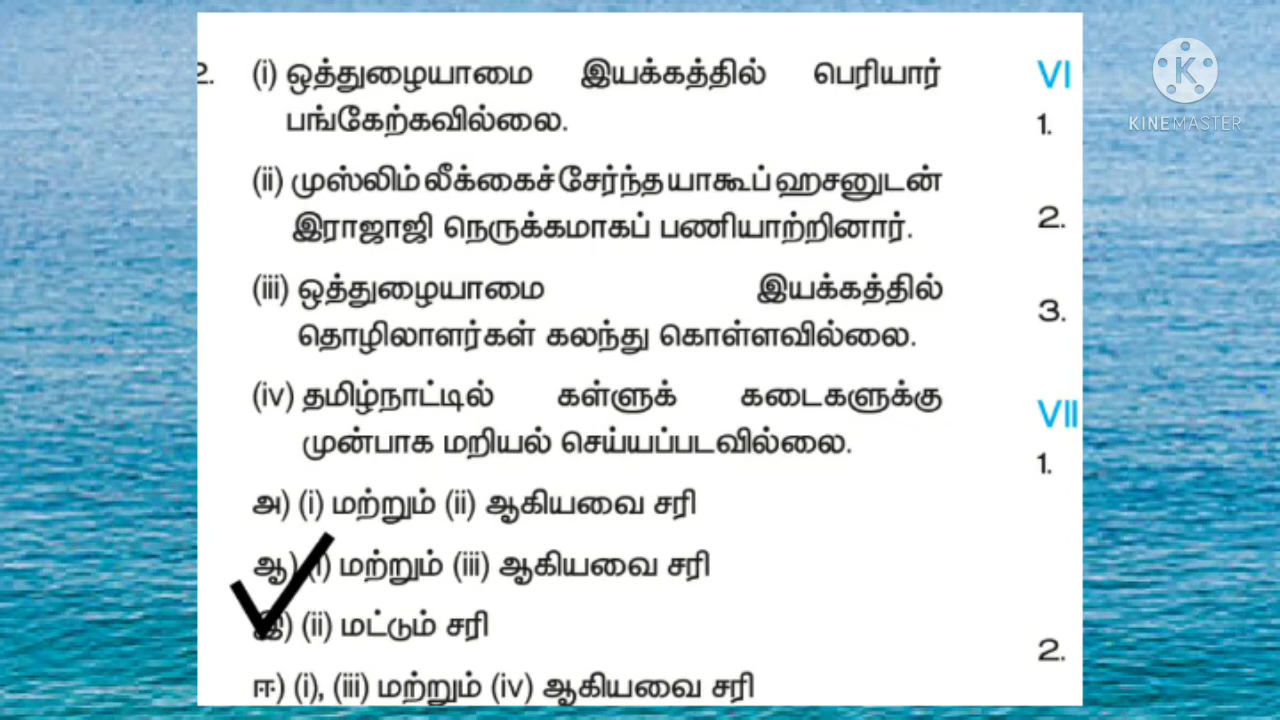 2. (i) ஒத்துழையாமை இயக்கத்தில் பெரியார்
பங்கேற்கவில்லை.
(ii) முஸ்லிம் லீக்கைச் சேர்ந்த யாகூப் ஹசனுடன்
இராஜாஜி நெருக்கமாகப் பணியாற்றினார்.
(iii) ஒத்துழையாமை இயக்கத்தில்
தொழிலாளர்கள் கலந்து கொள்ளவில்லை.
(iv) தமிழ்நாட்டில் கள்ளுக் கடைகளுக்கு
முன்பாக மறியல் செய்யப்படவில்லை.
அ) (i) மற்றும் (ii) ஆகியவை சரி
ஆ) (i) மற்றும் (iii) ஆகியவை சரி
இ) (ii) மட்டும் சரி
ஈ) (i), (iii) மற்றும் (iv) ஆகியவை சரி
VI
1.
2.
3.
VII
1.
2.
K
KINEMASTER